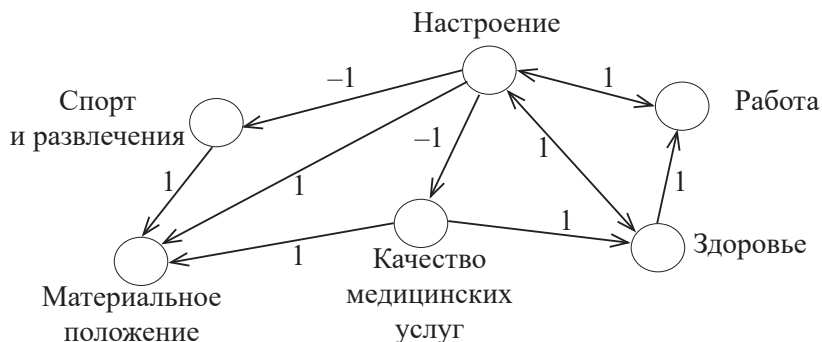 Настроение
–1
1
Спорт
и развлечения
Работа
–1
1
1
1
1
1
1
Здоровье
Материальное
положение
Качество
медицинских
услуг